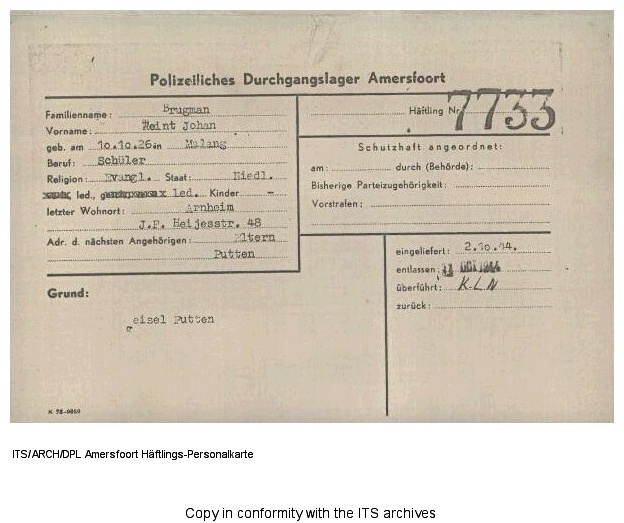 Polizeiliches Durchgangslager Amersfoort
Familienname: Brugman
Vorname: Reint Johan
geb. am 10.10.26 in Malang
Beruf: Schüler
Religion: Evangl. Staat: Niedl.
led., led. Kinder -
letzter Wohnort: Arnheim
J.P. Heijesstr. 48
Adr. d. nächsten Angehörigen: Eltern
Putten
Häftling Nr. 7733
Schutzhaft angeordnet:
am: durch (Behörde):
Bisherige Parteizugehörigkeit:
Vorstrafen:
eingeliefert: 2.10.44.
entlassen: 11 Okt 1944
überführt: K.L.N
zurück:
Grund:
Geisel Putten
K 98-9869
ITS/ARCH/DPL Amersfoort Häftlings-Personalkarte
Copy in conformity with the ITS archives